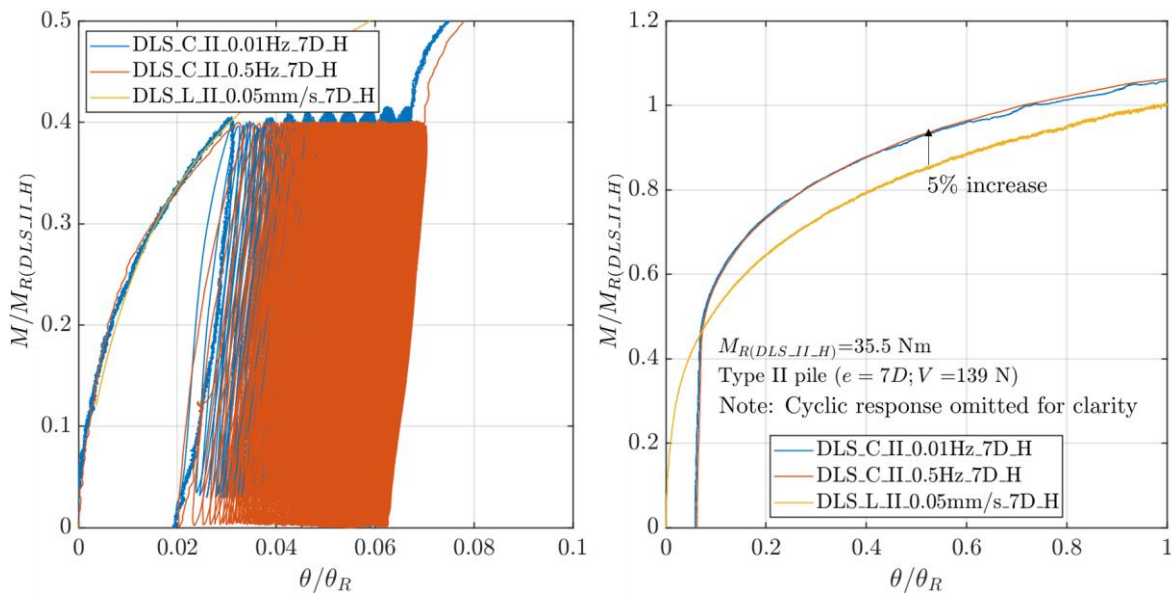 0.5
0.4
0.3
0.2
0.1
0
M/M_{R(DLS_II_H)}
DLS_C_II_0.01Hz_7D_H
DLS_C_II_0.5Hz_7D_H
DLS_L_II_0.05mm/s_7D_H
0 0.02 0.04 0.06 0.08 0.1
θ/θ_R
1.2
1
0.8
0.6
0.4
0.2
0
M/M_{R(DLS_II_H)}
5% increase
M_{R(DLS_II_H)}=35.5 Nm
Type II pile (e = 7D; V =139 N)
Note: Cyclic response omitted for clarity
DLS_C_II_0.01Hz_7D_H
DLS_C_II_0.5Hz_7D_H
DLS_L_II_0.05mm/s_7D_H
0 0.2 0.4 0.6 0.8 1
θ/θ_R